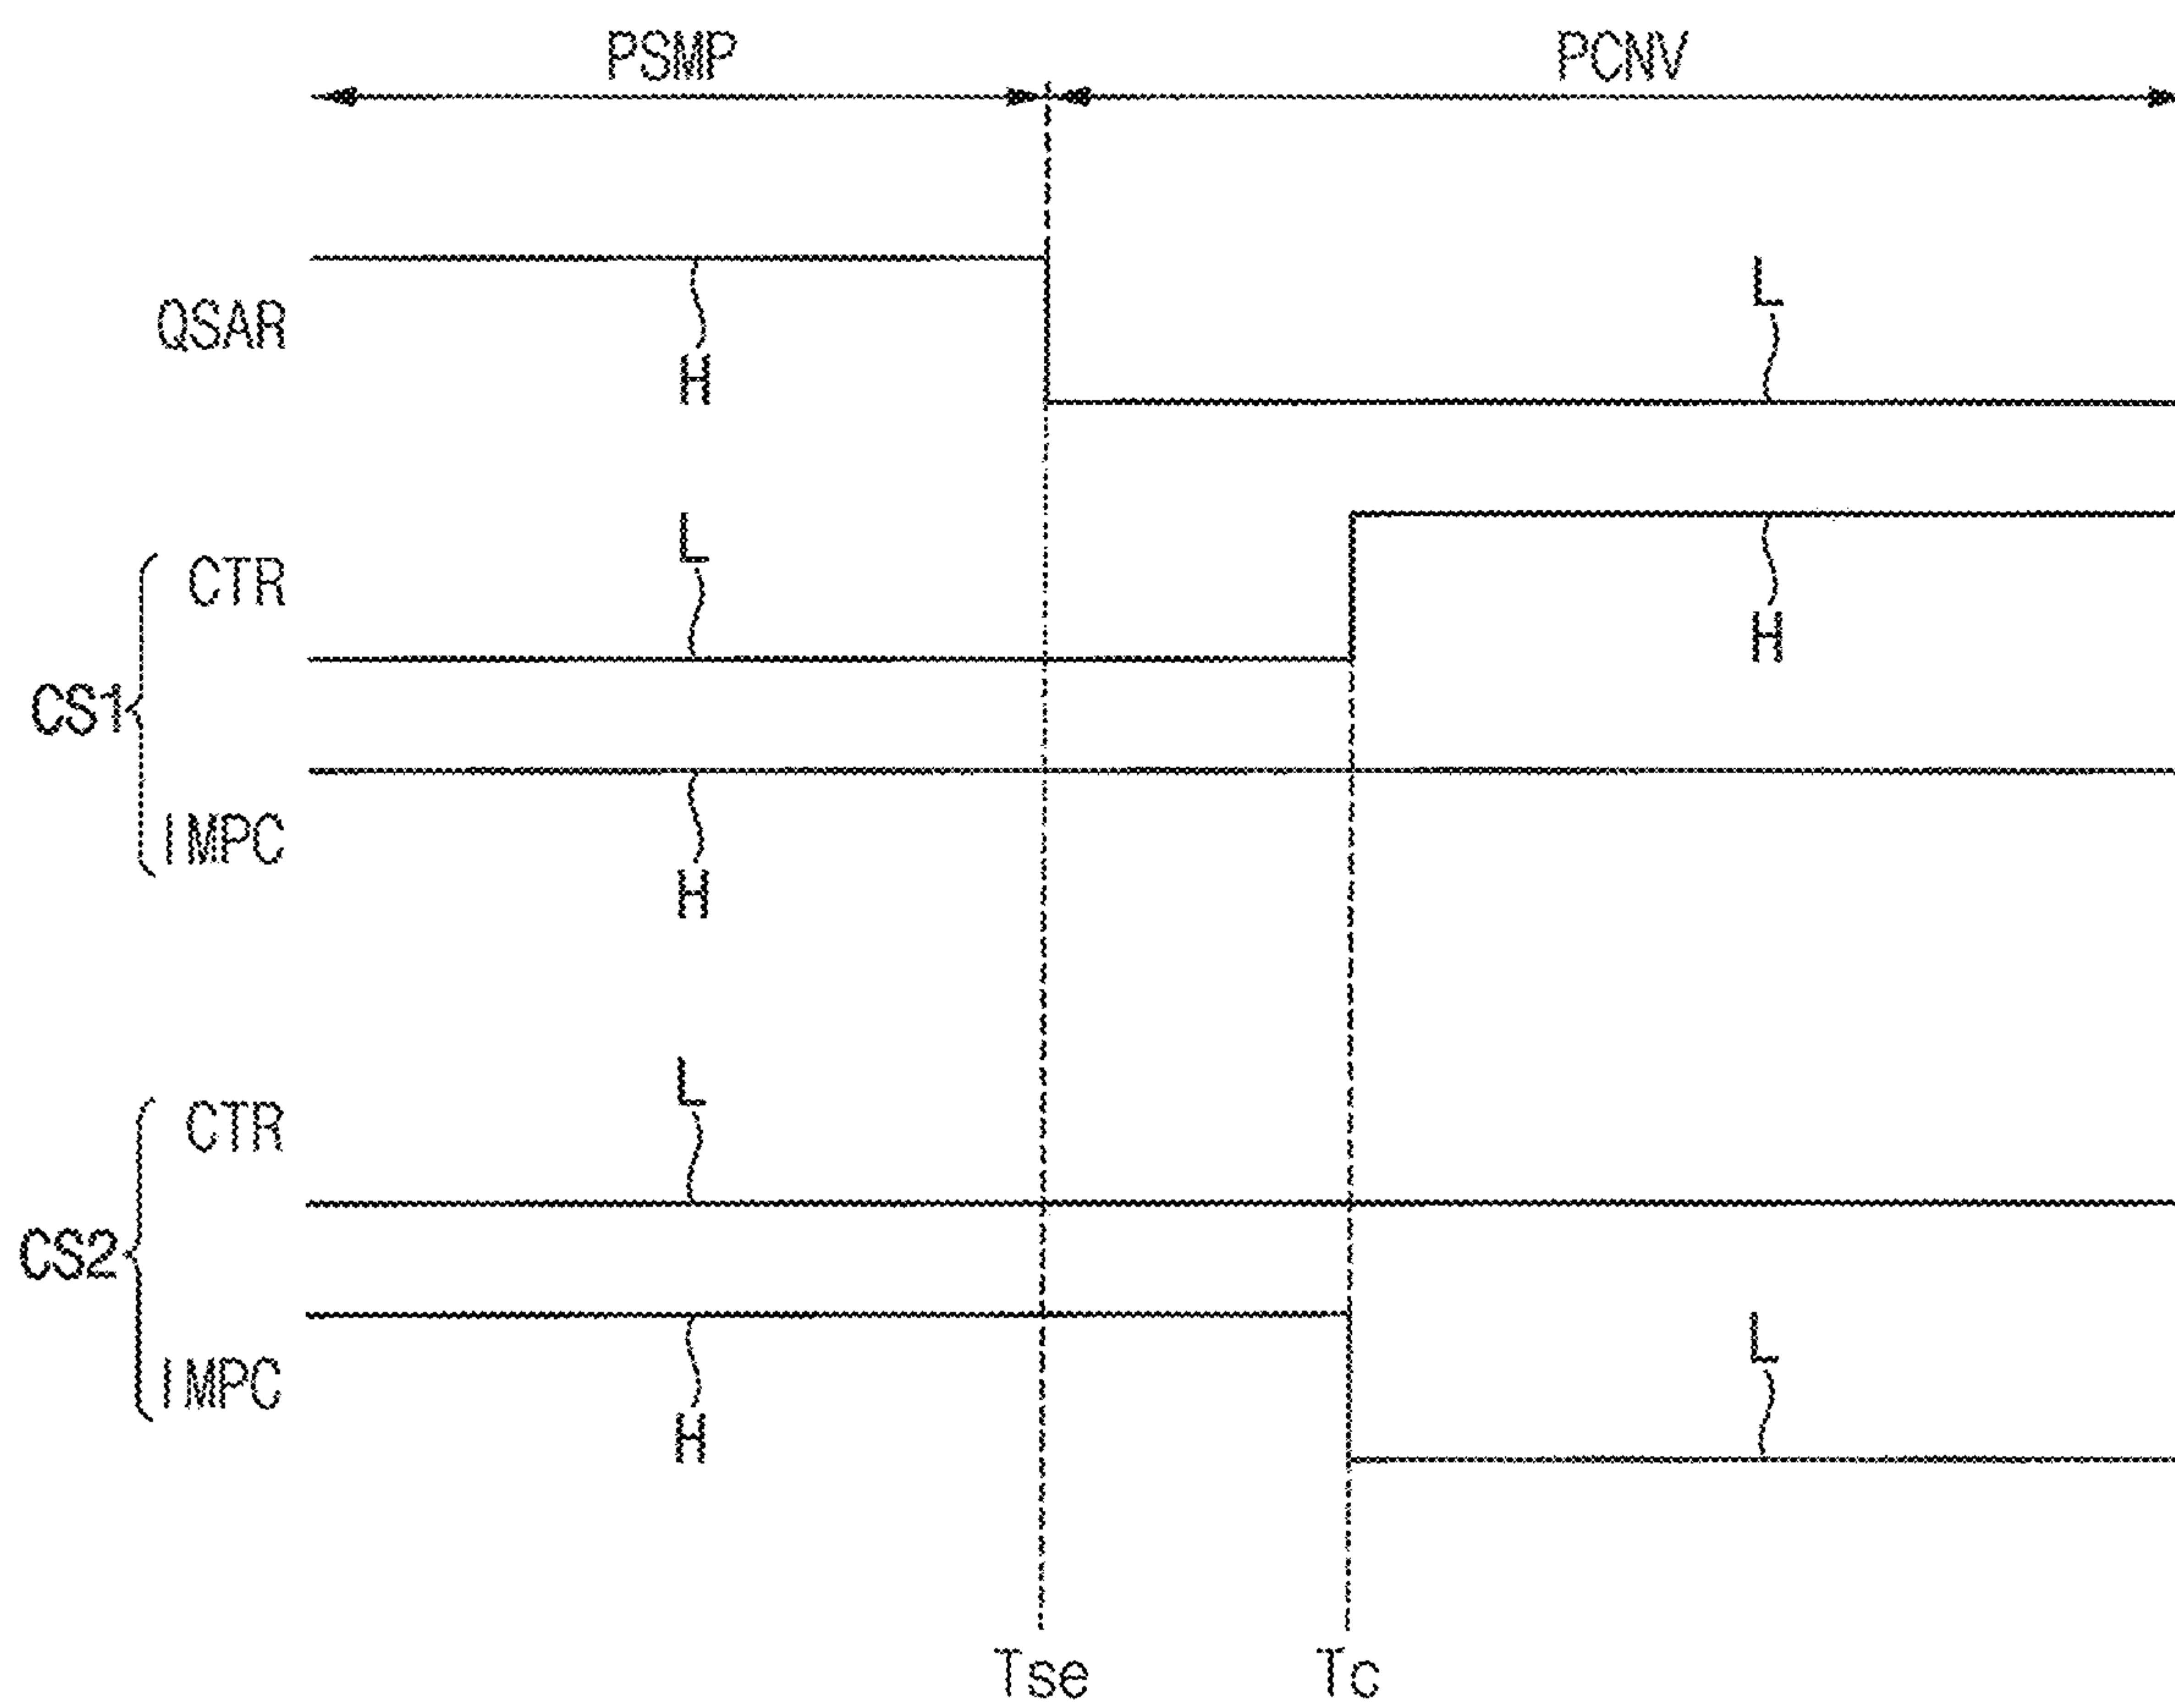 PSMP PCNV
QSAR
H
L
CS1
CTR
L
H
IMPC
H
CS2
CTR
L
IMPC
H
L
Tse Tc